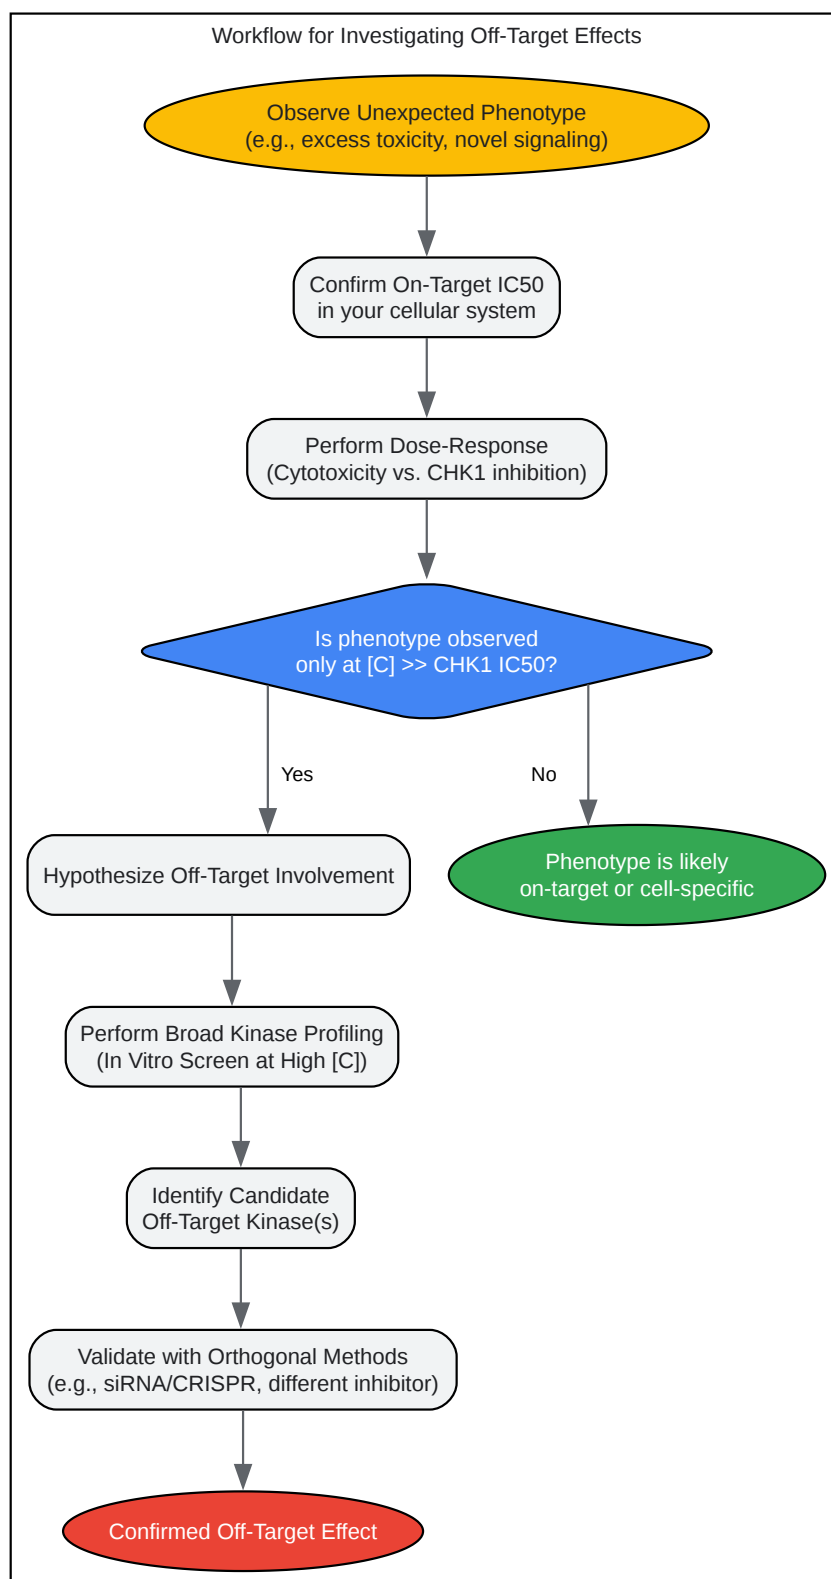 Workflow for Investigating Off-Target Effects
Observe Unexpected Phenotype
(e.g., excess toxicity, novel signaling)
Confirm On-Target IC50
in your cellular system
Perform Dose-Response
(Cytotoxicity vs. CHK1 inhibition)
Is phenotype observed
only at [C] >> CHK1 IC50?
Yes
No
Hypothesize Off-Target Involvement
Phenotype is likely
on-target or cell-specific
Perform Broad Kinase Profiling
(In Vitro Screen at High [C])
Identify Candidate
Off-Target Kinase(s)
Validate with Orthogonal Methods
(e.g., siRNA/CRISPR, different inhibitor)
Confirmed Off-Target Effect